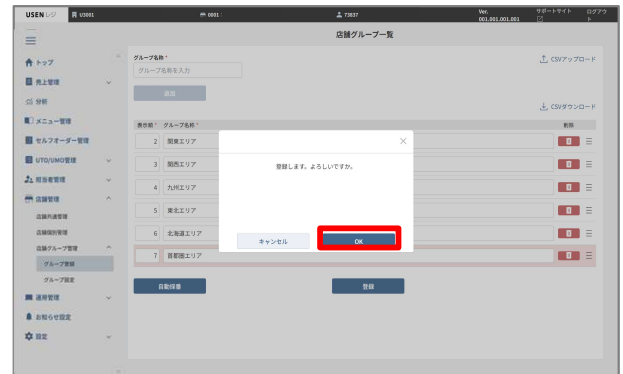 USEN レジ
U3001
0001 :
73037
Ver.
001.001.001.001
サポートサイト
ログアウト
店舗グループ一覧
トップ
売上管理
分析
メニュー管理
セルフオーダー管理
UTO/UMO管理
担当者管理
店舗管理
店舗共通管理
店舗個別管理
店舗グループ管理
グループ登録
グループ設定
運用管理
お知らせ設定
設定
グループ名称 *
グループ名称を入力
追加
CSVアップロード
CSVダウンロード
表示順 * グループ名称 * 削除
2 関東エリア
3 関西エリア
4 九州エリア
5 東北エリア
6 北海道エリア
7 首都圏エリア
登録します。よろしいですか。
キャンセル OK
自動採番 登録